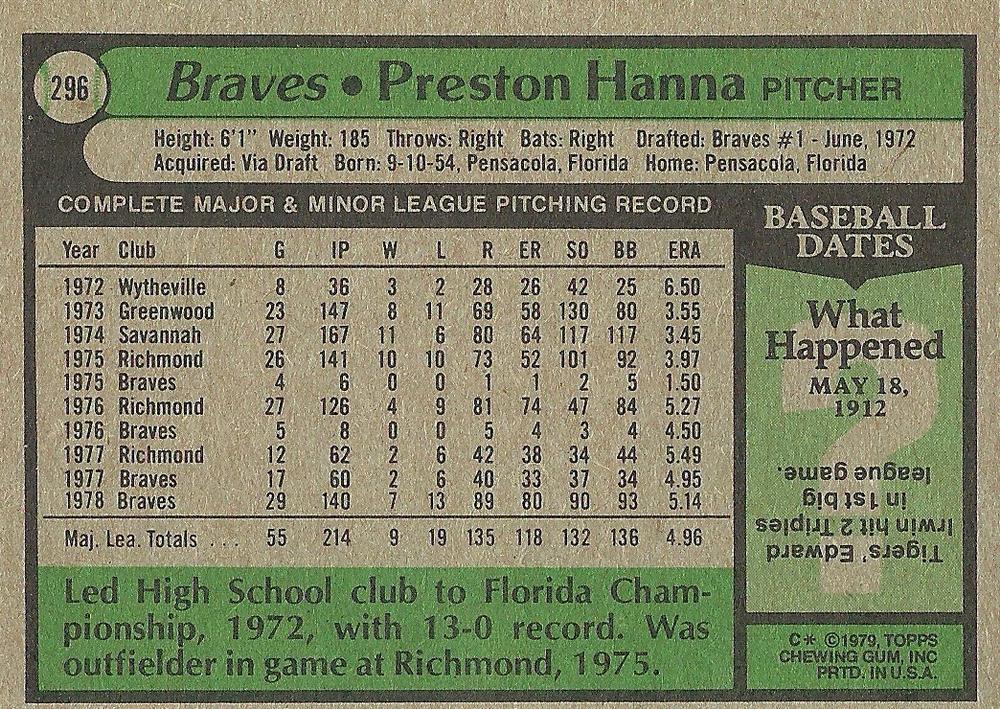 296
Braves • Preston Hanna PITCHER
Height: 6'1" Weight: 185 Throws: Right Bats: Right Drafted: Braves #1 - June, 1972
Acquired: Via Draft Born: 9-10-54, Pensacola, Florida Home: Pensacola, Florida
COMPLETE MAJOR & MINOR LEAGUE PITCHING RECORD
Year Club G IP W L R ER SO BB ERA
1972 Wytheville 8 36 3 2 28 26 42 25 6.50
1973 Greenwood 23 147 8 11 69 58 130 80 3.55
1974 Savannah 27 167 11 6 80 64 117 117 3.45
1975 Richmond 26 141 10 10 73 52 101 92 3.97
1975 Braves 4 6 0 0 1 1 2 5 1.50
1976 Richmond 27 126 4 9 81 74 47 84 5.27
1976 Braves 5 8 0 0 5 4 3 4 4.50
1977 Richmond 12 62 2 6 42 38 34 44 5.49
1977 Braves 17 60 2 6 40 33 37 34 4.95
1978 Braves 29 140 7 13 89 80 90 93 5.14
Maj. Lea. Totals ... 55 214 9 19 135 118 132 136 4.96
Led High School club to Florida Cham-
pionship, 1972, with 13-0 record. Was
outfielder in game at Richmond, 1975.
BASEBALL
DATES
What
Happened
MAY 18,
1912
?
Tigers' Edward
Irwin hit 2 Triples
in 1st big
league game.
C* ©1979, TOPPS
CHEWING GUM, INC
PRTD. IN U.S.A.